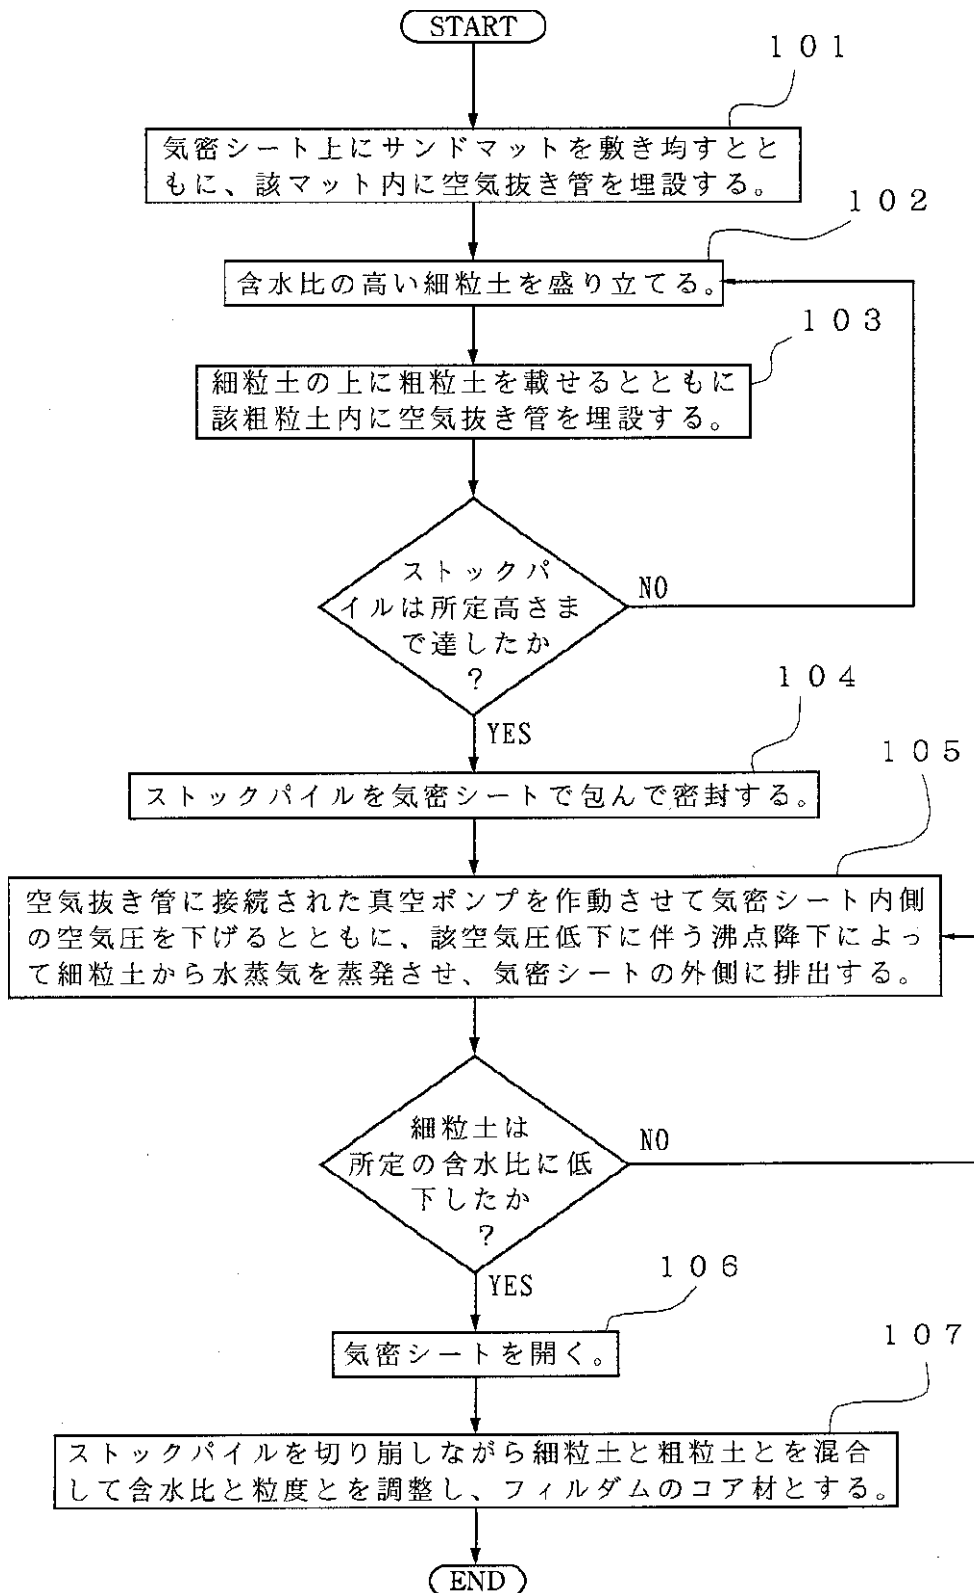 START
１０１
気密シート上にサンドマットを敷き均すとと
もに、該マット内に空気抜き管を埋設する。
１０２
含水比の高い細粒土を盛り立てる。
１０３
細粒土の上に粗粒土を載せるとともに
該粗粒土内に空気抜き管を埋設する。
ストックパ
イルは所定高さま
で達したか
？
NO
YES
１０４
ストックパイルを気密シートで包んで密封する。
１０５
空気抜き管に接続された真空ポンプを作動させて気密シート内側
の空気圧を下げるとともに、該空気圧低下に伴う沸点降下によっ
て細粒土から水蒸気を蒸発させ、気密シートの外側に排出する。
細粒土は
所定の含水比に低
下したか
？
NO
YES
１０６
気密シートを開く。
１０７
ストックパイルを切り崩しながら細粒土と粗粒土とを混合
して含水比と粒度とを調整し、フィルダムのコア材とする。
END